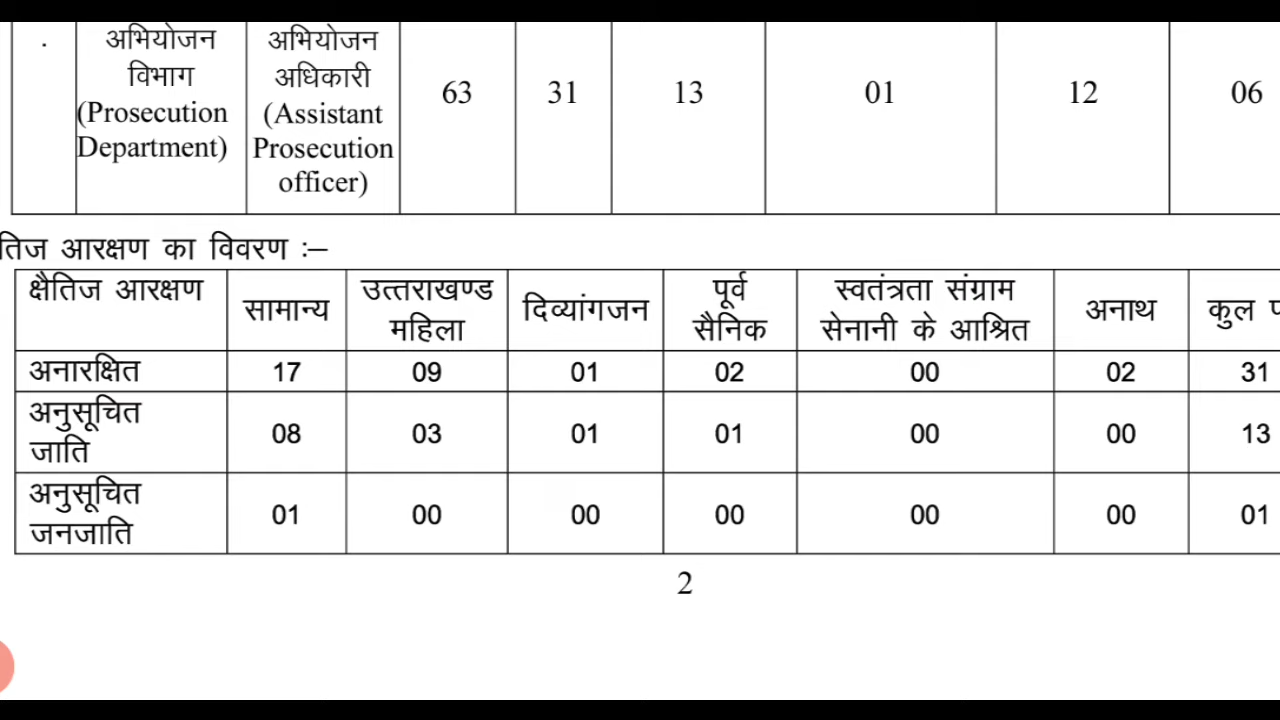 . अभियोजन अभियोजन
विभाग अधिकारी 63 31 13 01 12 06
(Prosecution (Assistant
Department) Prosecution
officer)
तिज आरक्षण का विवरण :–
क्षैतिज आरक्षण सामान्य उत्तराखण्ड दिव्यांगजन पूर्व स्वतंत्रता संग्राम अनाथ कुल
महिला सैनिक सेनानी के आश्रित
अनारक्षित 17 09 01 02 00 02 31
अनुसूचित
जाति 08 03 01 01 00 00 13
अनुसूचित
जनजाति 01 00 00 00 00 00 01
2